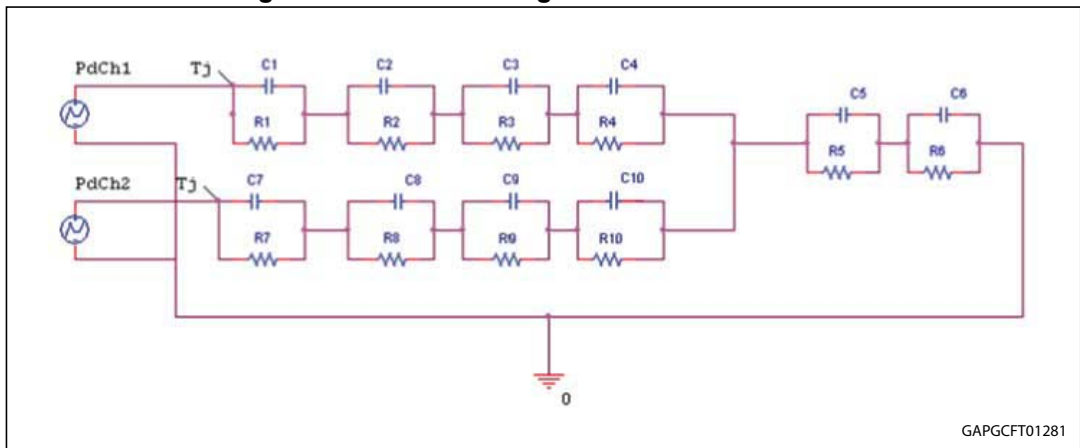 PdCh1
Tj
C1
C2
C3
C4
R1
R2
R3
R4
C5
C6
R5
R6
PdCh2
Tj
C7
C8
C9
C10
R7
R8
R9
R10
0
GAPGCFT01281